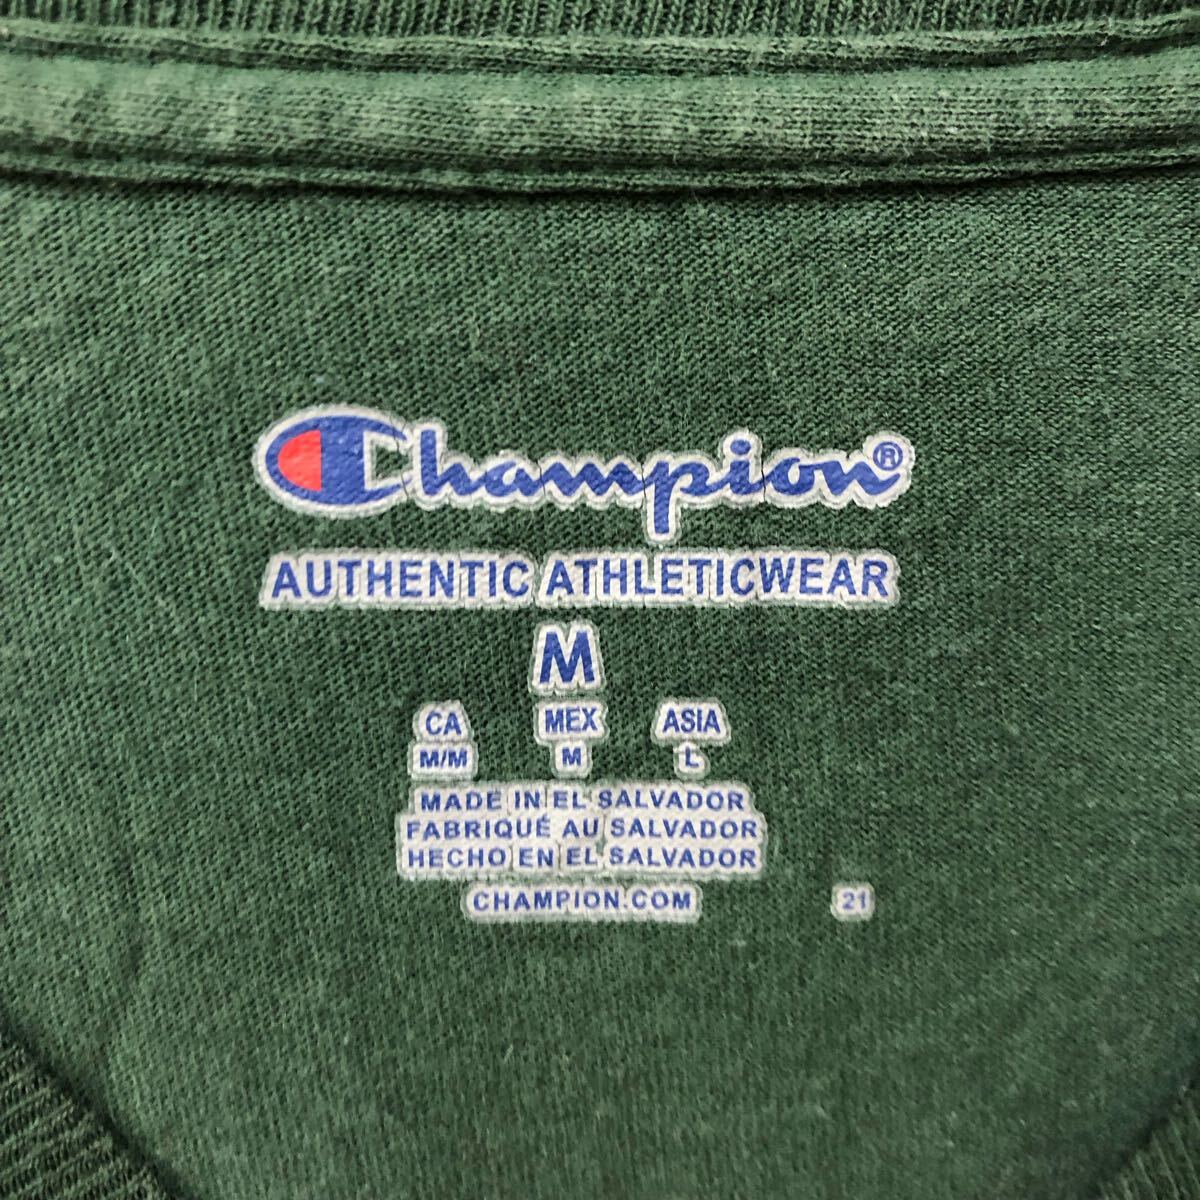 Champion®
AUTHENTIC ATHLETICWEAR
M
CA MEX ASIA
M/M M L
MADE IN EL SALVADOR
FABRIQUÉ AU SALVADOR
HECHO EN EL SALVADOR
CHAMPION.COM 21